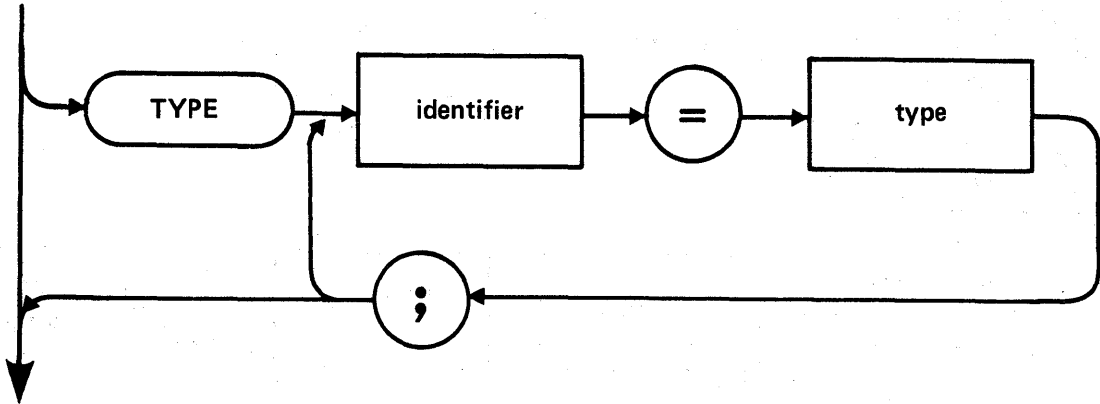 TYPE
identifier
=
type
;